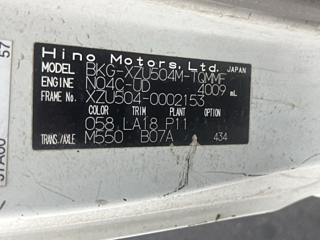 Hino Motors, Ltd. JAPAN
MODEL BKG-XZU504M-TQMMF
ENGINE N04C-UD 4009 mL
FRAME No. XZU504-0002153
COLOR TRIM PLANT OPTION
058 LA18 P11
TRANS./AXLE M550 B07A 434
57